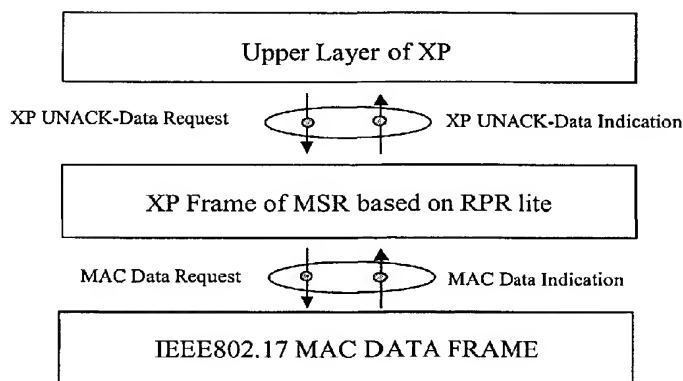 Upper Layer of XP
XP UNACK-Data Request
XP UNACK-Data Indication
XP Frame of MSR based on RPR lite
MAC Data Request
MAC Data Indication
IEEE802.17 MAC DATA FRAME